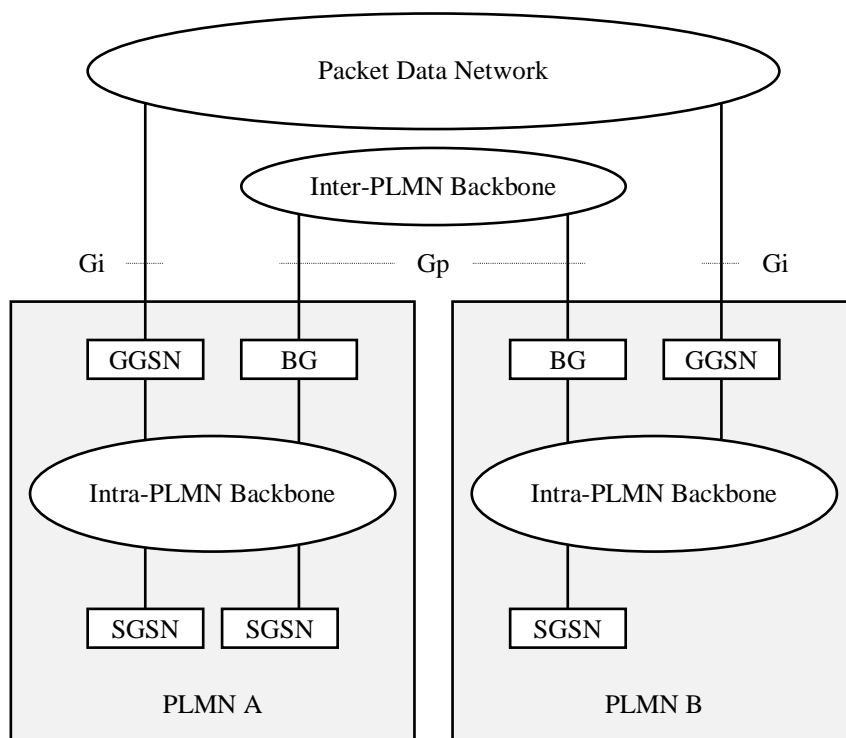 Packet Data Network
Inter-PLMN Backbone
Gi Gp Gi
GGSN BG BG GGSN
Intra-PLMN Backbone Intra-PLMN Backbone
SGSN SGSN SGSN
PLMN A PLMN B